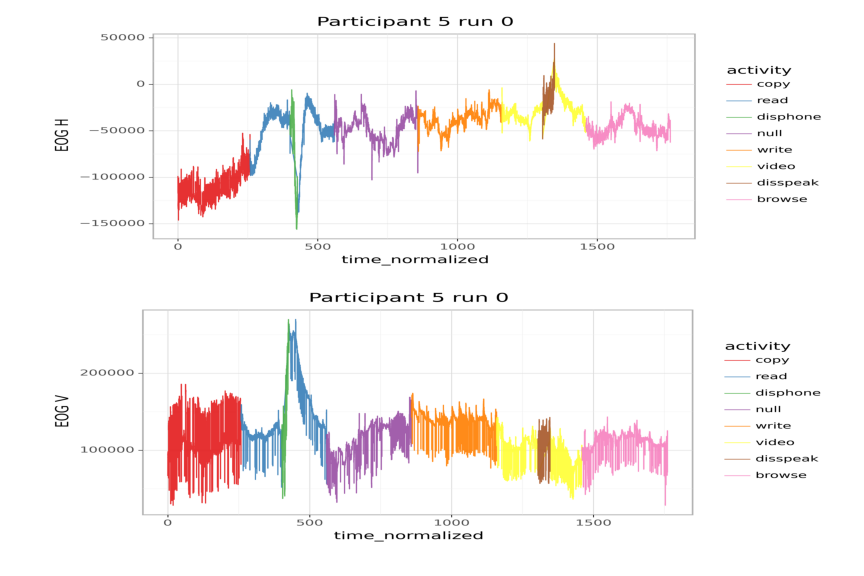 Participant 5 run 0
50000
0
−50000
−100000
−150000
EOG H
0 500 1000 1500
time_normalized
activity
copy
read
disphone
null
write
video
disspeak
browse
Participant 5 run 0
200000
100000
EOG V
0 500 1000 1500
time_normalized
activity
copy
read
disphone
null
write
video
disspeak
browse